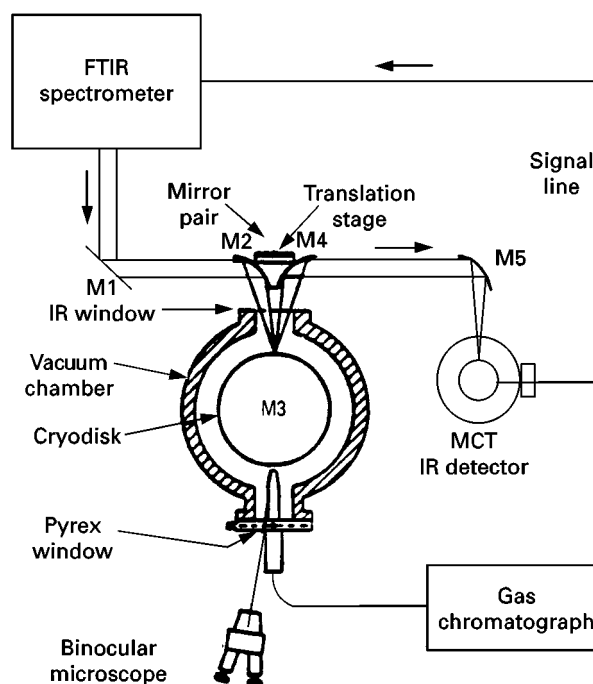 FTIR
spectrometer
Signal
line
Mirror
pair
Translation
stage
M2
M4
M5
M1
IR window
Vacuum
chamber
M3
Cryodisk
MCT
IR detector
Pyrex
window
Gas
chromatograph
Binocular
microscope